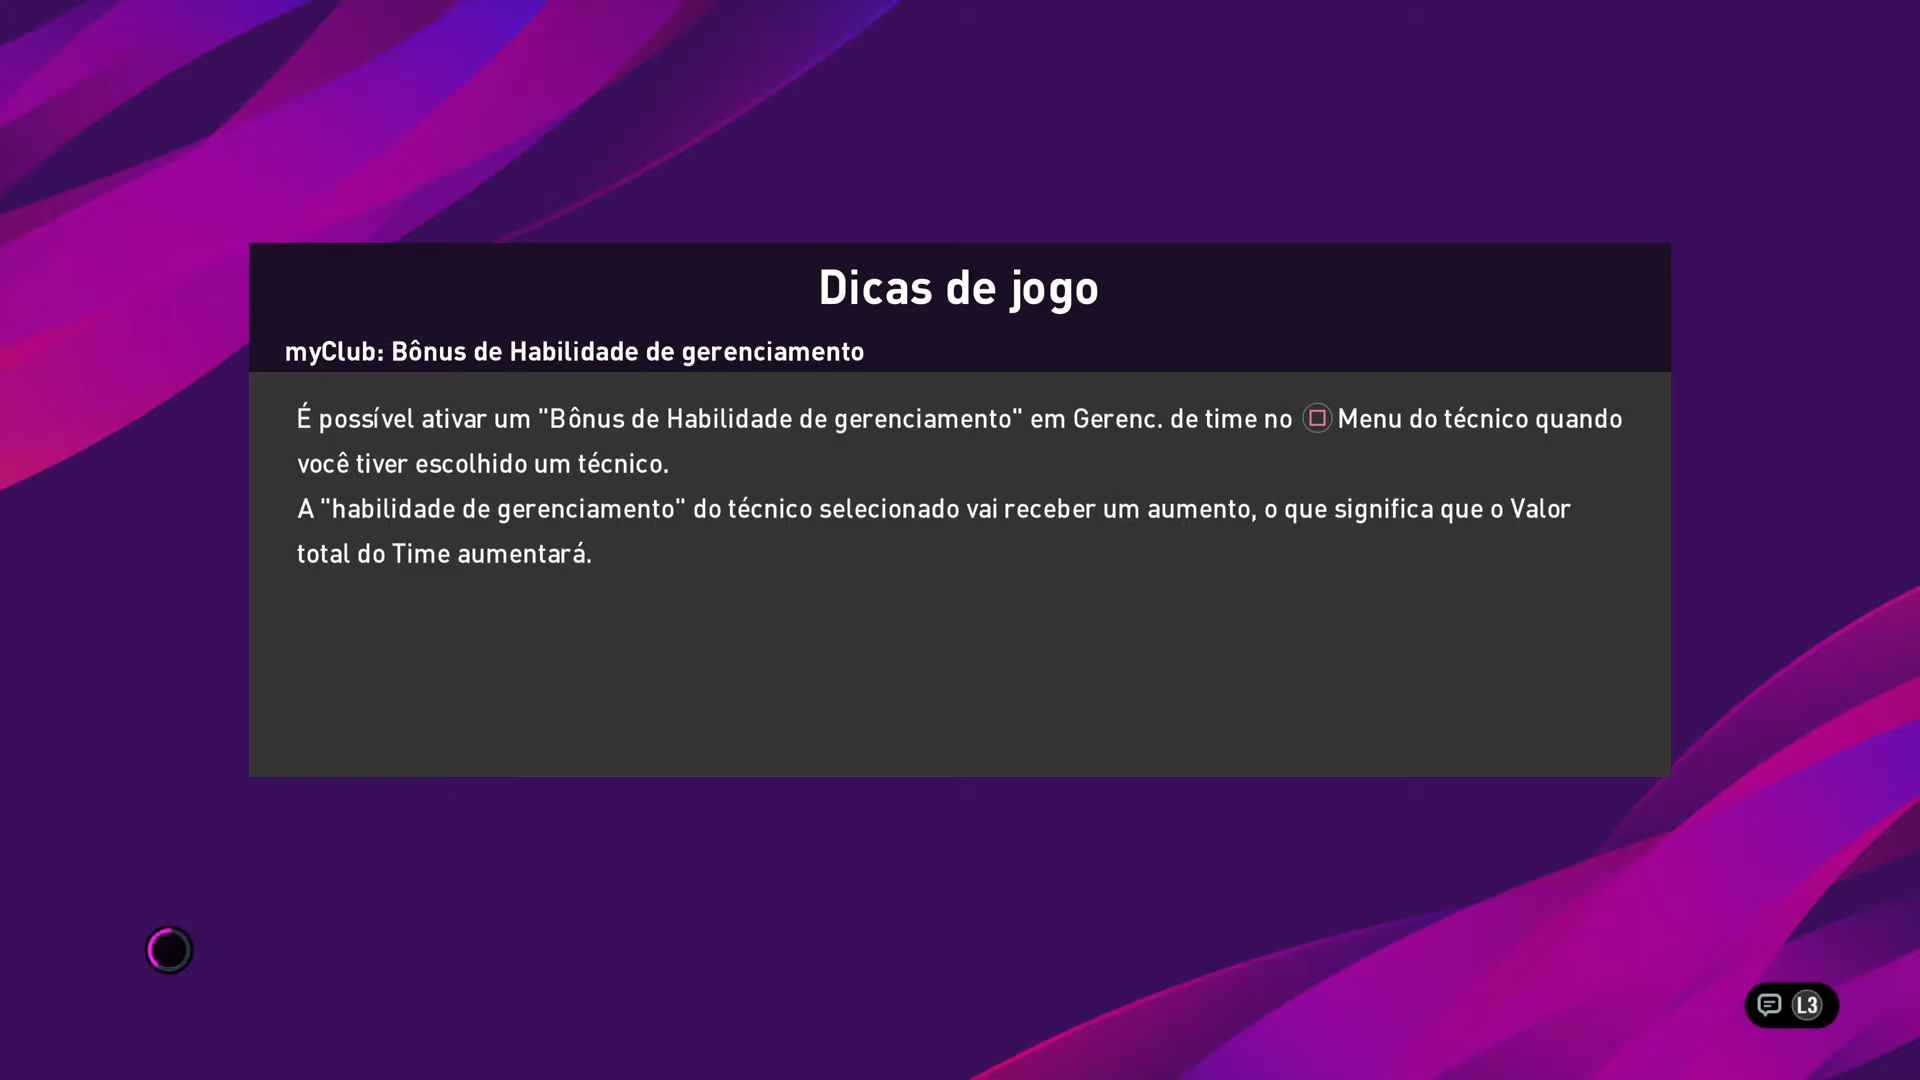 Dicas de jogo
myClub: Bônus de Habilidade de gerenciamento
É possível ativar um "Bônus de Habilidade de gerenciamento" em Gerenc. de time no Menu do técnico quando
você tiver escolhido um técnico.
A "habilidade de gerenciamento" do técnico selecionado vai receber um aumento, o que significa que o Valor
total do Time aumentará.
L3